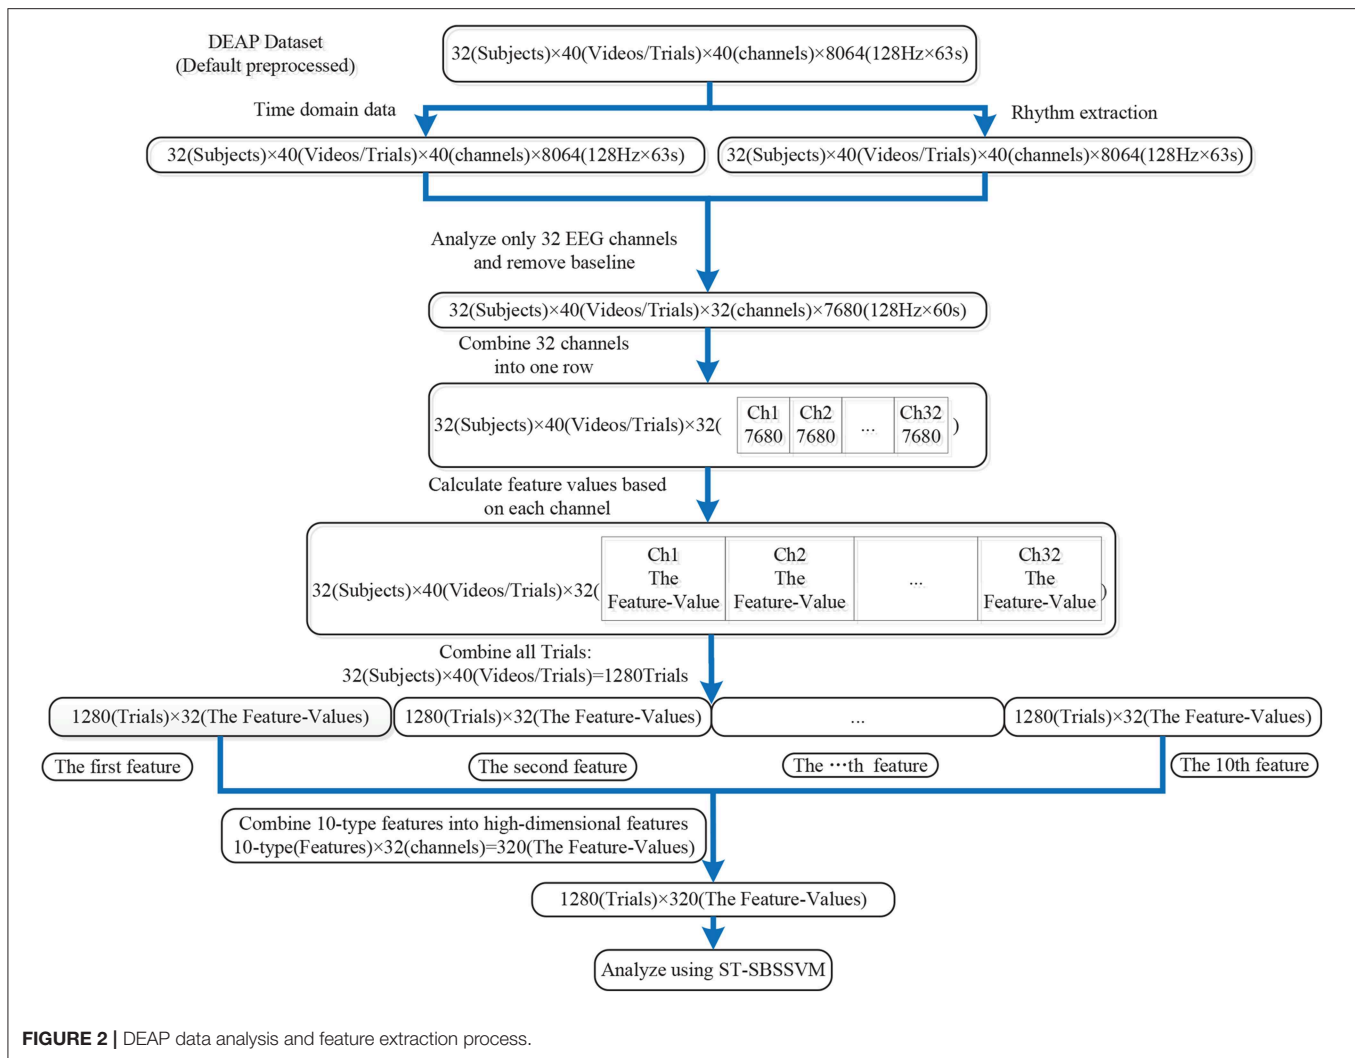 DEAP Dataset
(Default preprocessed)
32(Subjects)×40(Videos/Trials)×40(channels)×8064(128Hz×63s)
Time domain data
Rhythm extraction
32(Subjects)×40(Videos/Trials)×40(channels)×8064(128Hz×63s)
32(Subjects)×40(Videos/Trials)×40(channels)×8064(128Hz×63s)
Analyze only 32 EEG channels
and remove baseline
32(Subjects)×40(Videos/Trials)×32(channels)×7680(128Hz×60s)
Combine 32 channels
into one row
32(Subjects)×40(Videos/Trials)×32(
Ch1
7680
Ch2
7680
...
Ch32
7680
)
Calculate feature values based
on each channel
32(Subjects)×40(Videos/Trials)×32(
Ch1
The
Feature-Value
Ch2
The
Feature-Value
...
Ch32
The
Feature-Value
)
Combine all Trials:
32(Subjects)×40(Videos/Trials)=1280Trials
1280(Trials)×32(The Feature-Values)
1280(Trials)×32(The Feature-Values)
...
1280(Trials)×32(The Feature-Values)
The first feature
The second feature
The ···th feature
The 10th feature
Combine 10-type features into high-dimensional features
10-type(Features)×32(channels)=320(The Feature-Values)
1280(Trials)×320(The Feature-Values)
Analyze using ST-SBSSVM
FIGURE 2 | DEAP data analysis and feature extraction process.